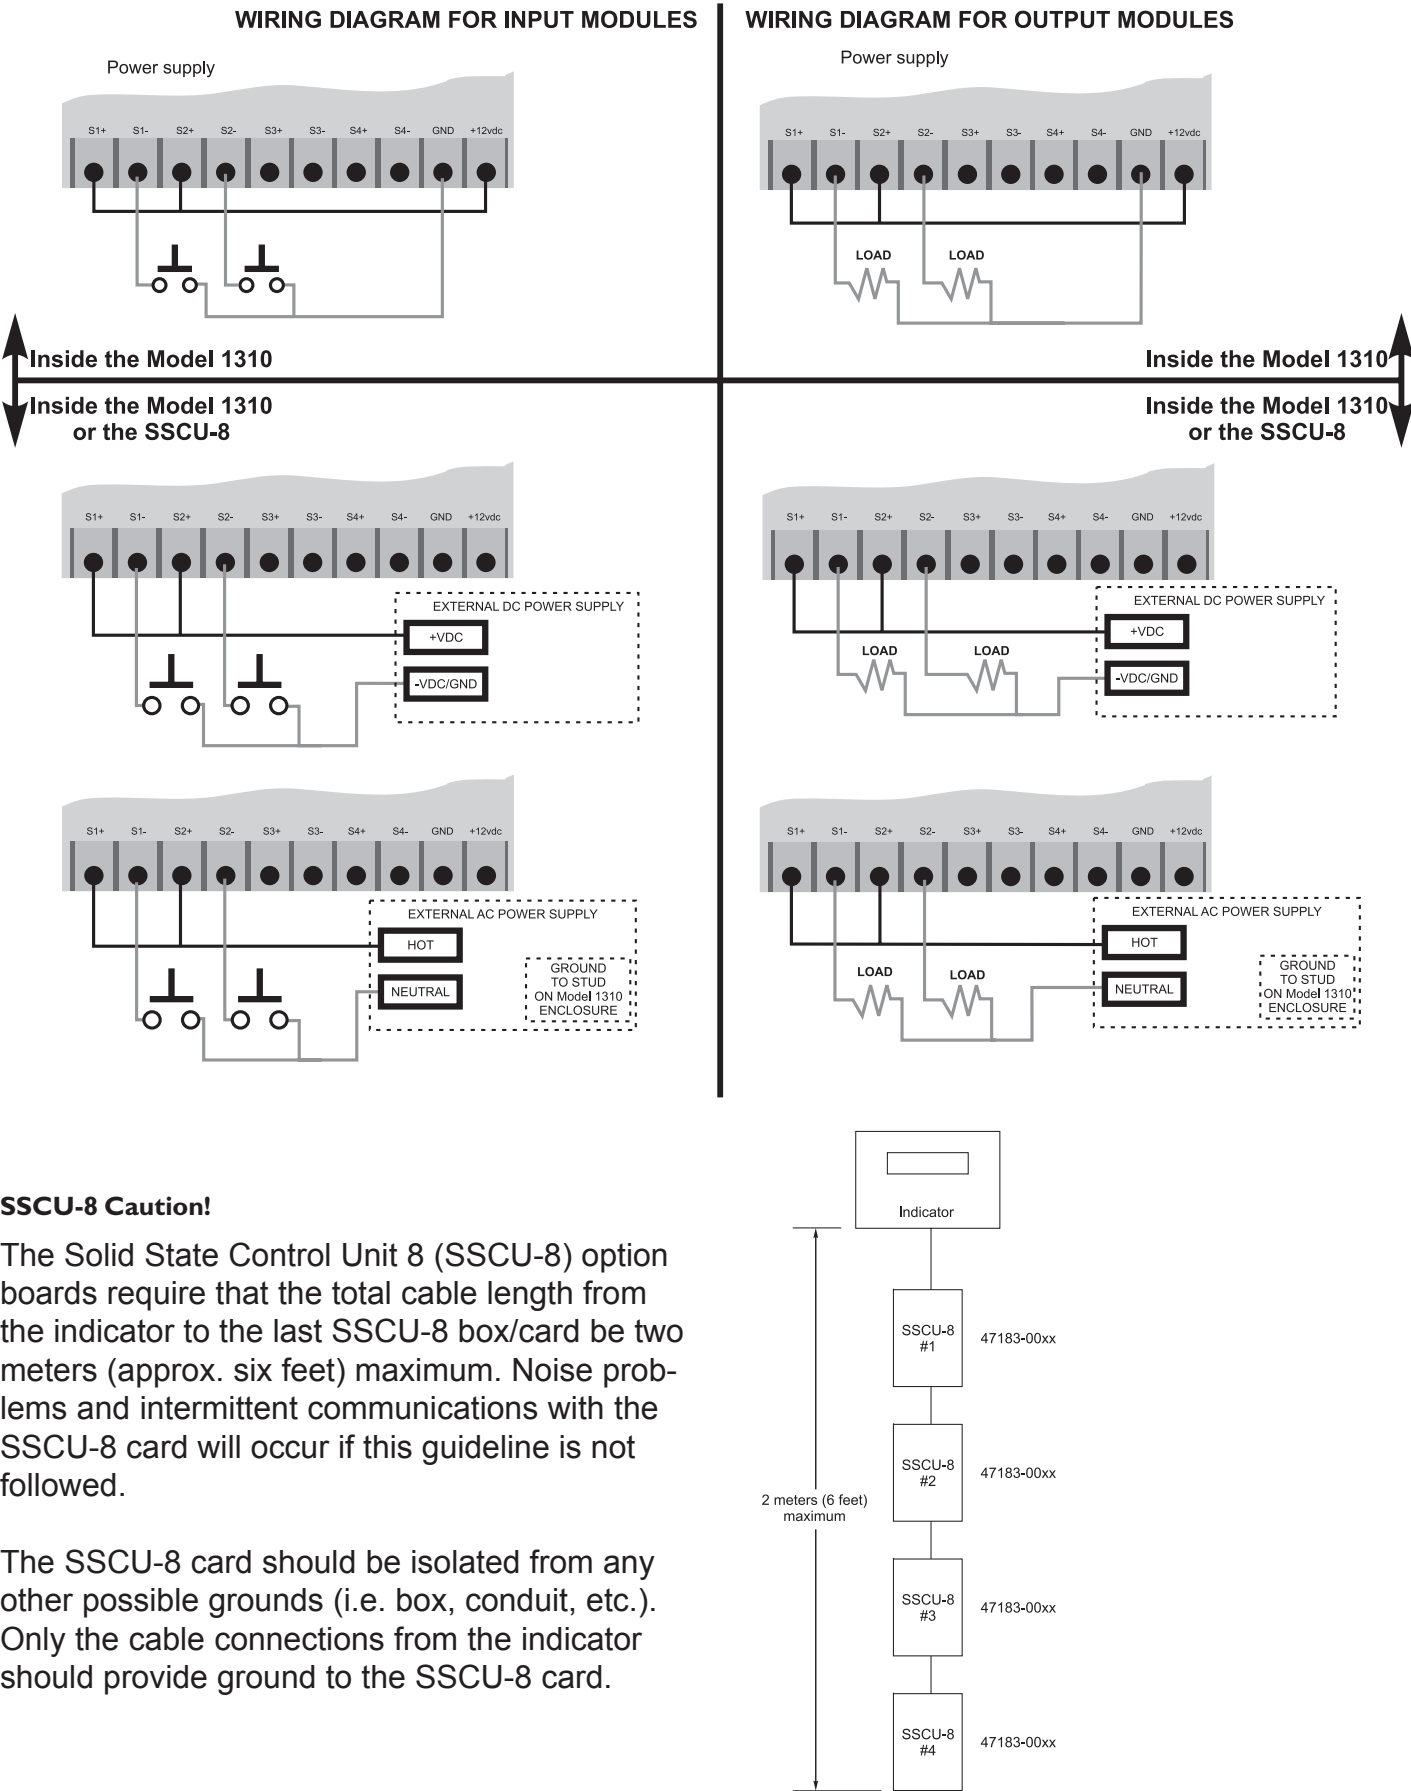 WIRING DIAGRAM FOR INPUT MODULES
Power supply
S1+ S1- S2+ S2- S3+ S3- S4+ S4- GND +12vdc
Inside the Model 1310
Inside the Model 1310
or the SSCU-8
S1+ S1- S2+ S2- S3+ S3- S4+ S4- GND +12vdc
EXTERNAL DC POWER SUPPLY
+VDC
-VDC/GND
S1+ S1- S2+ S2- S3+ S3- S4+ S4- GND +12vdc
EXTERNAL AC POWER SUPPLY
HOT
NEUTRAL
GROUND
TO STUD
ON Model 1310
ENCLOSURE
WIRING DIAGRAM FOR OUTPUT MODULES
Power supply
S1+ S1- S2+ S2- S3+ S3- S4+ S4- GND +12vdc
LOAD LOAD
Inside the Model 1310
Inside the Model 1310
or the SSCU-8
S1+ S1- S2+ S2- S3+ S3- S4+ S4- GND +12vdc
EXTERNAL DC POWER SUPPLY
+VDC
LOAD LOAD
-VDC/GND
S1+ S1- S2+ S2- S3+ S3- S4+ S4- GND +12vdc
EXTERNAL AC POWER SUPPLY
HOT
LOAD LOAD
NEUTRAL
GROUND
TO STUD
ON Model 1310
ENCLOSURE
SSCU-8 Caution!
The Solid State Control Unit 8 (SSCU-8) option
boards require that the total cable length from
the indicator to the last SSCU-8 box/card be two
meters (approx. six feet) maximum. Noise prob-
lems and intermittent communications with the
SSCU-8 card will occur if this guideline is not
followed.
The SSCU-8 card should be isolated from any
other possible grounds (i.e. box, conduit, etc.).
Only the cable connections from the indicator
should provide ground to the SSCU-8 card.
Indicator
SSCU-8
#1
47183-00xx
SSCU-8
#2
47183-00xx
2 meters (6 feet)
maximum
SSCU-8
#3
47183-00xx
SSCU-8
#4
47183-00xx